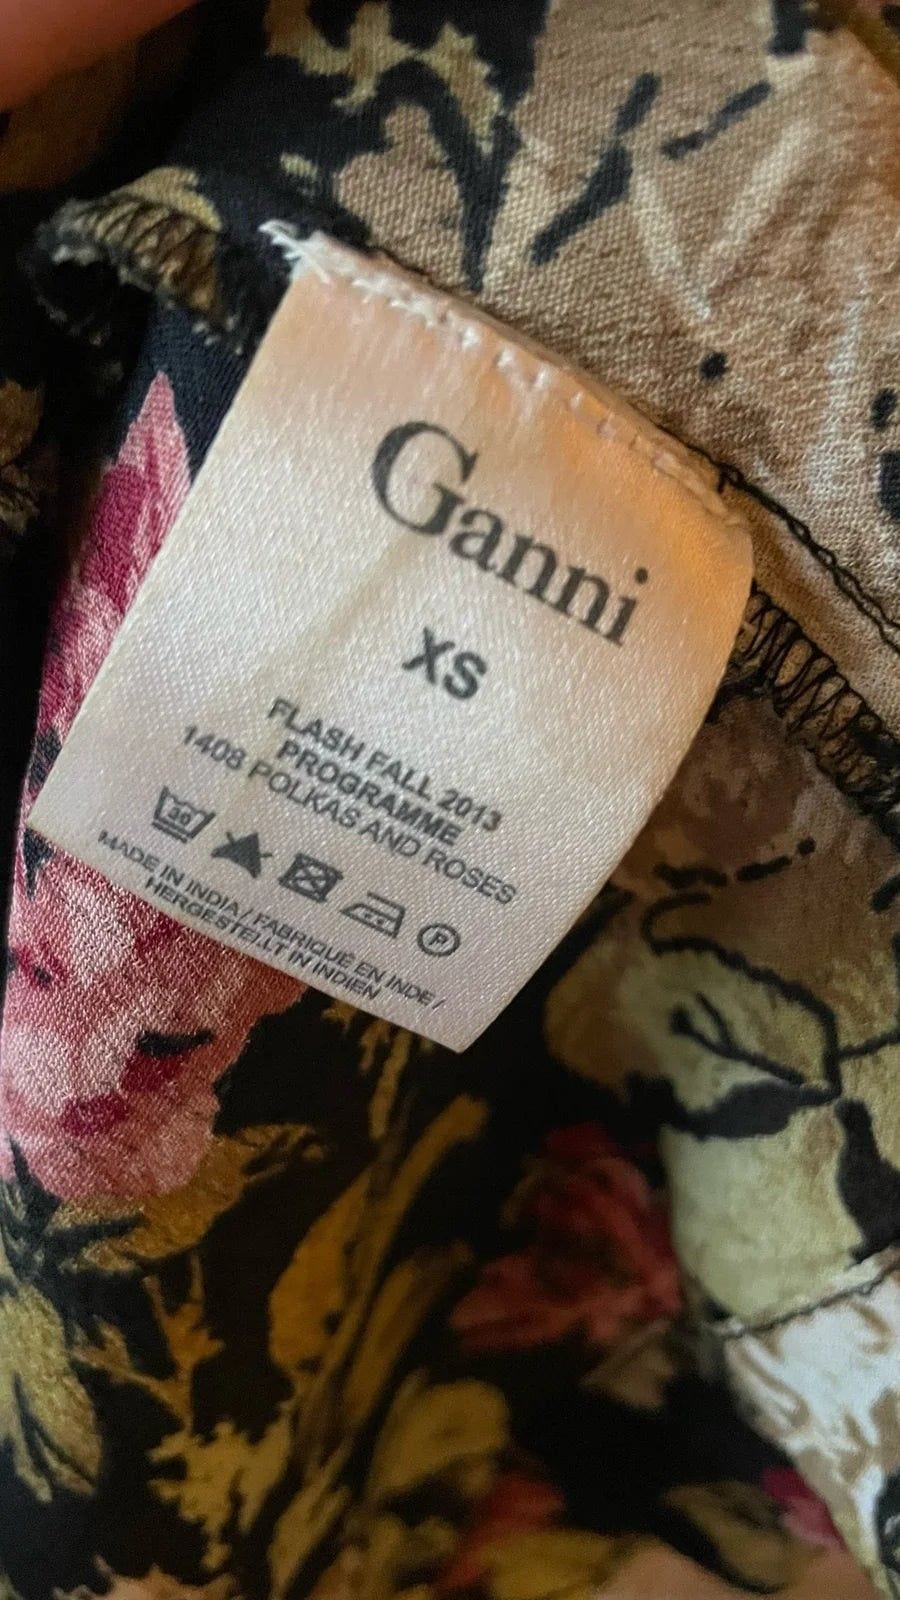 Ganni
XS
FLASH FALL 2013
PROGRAMME
1408 POLKAS AND ROSES
30
P
MADE IN INDIA / FABRIQUÉ EN INDE /
HERGESTELLT IN INDIEN